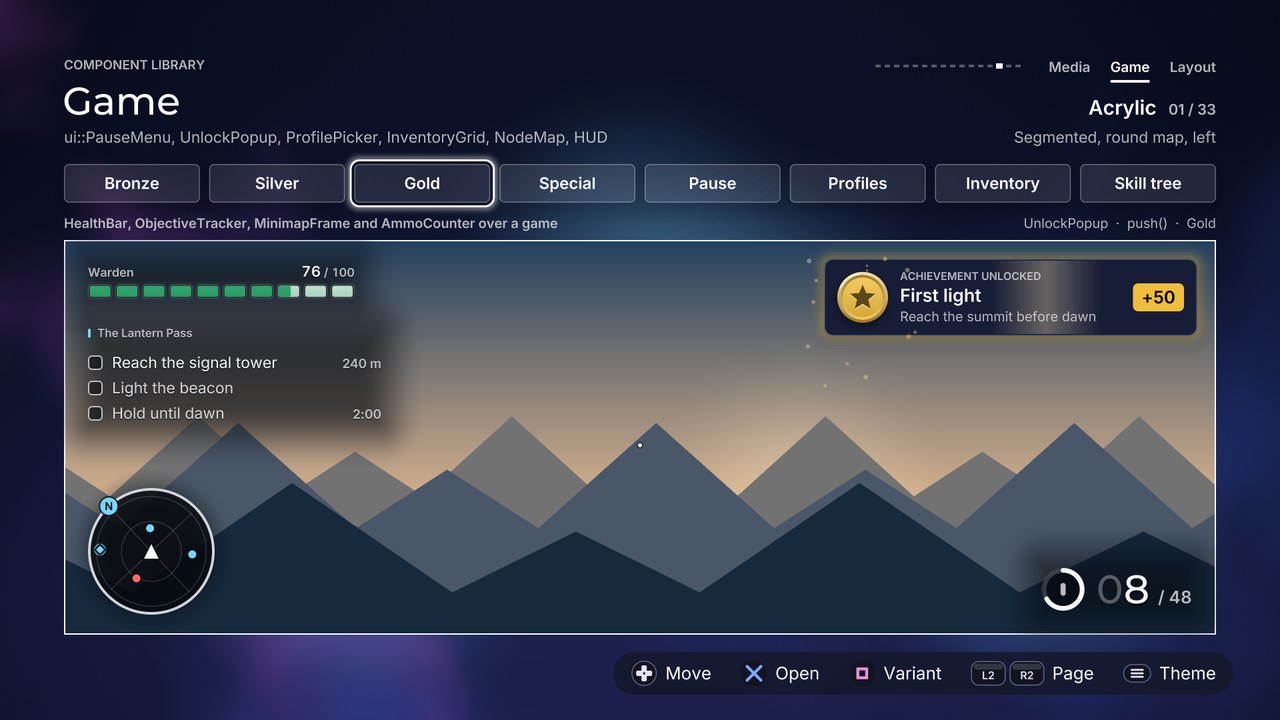 COMPONENT LIBRARY
Media Game Layout
Game
Acrylic 01 / 33
ui::PauseMenu, UnlockPopup, ProfilePicker, InventoryGrid, NodeMap, HUD
Segmented, round map, left
Bronze Silver Gold Special Pause Profiles Inventory Skill tree
HealthBar, ObjectiveTracker, MinimapFrame and AmmoCounter over a game
UnlockPopup · push() · Gold
Warden 76 / 100
ACHIEVEMENT UNLOCKED
First light
Reach the summit before dawn
+50
The Lantern Pass
Reach the signal tower 240 m
Light the beacon
Hold until dawn 2:00
N
08 / 48
Move Open Variant L2 R2 Page Theme